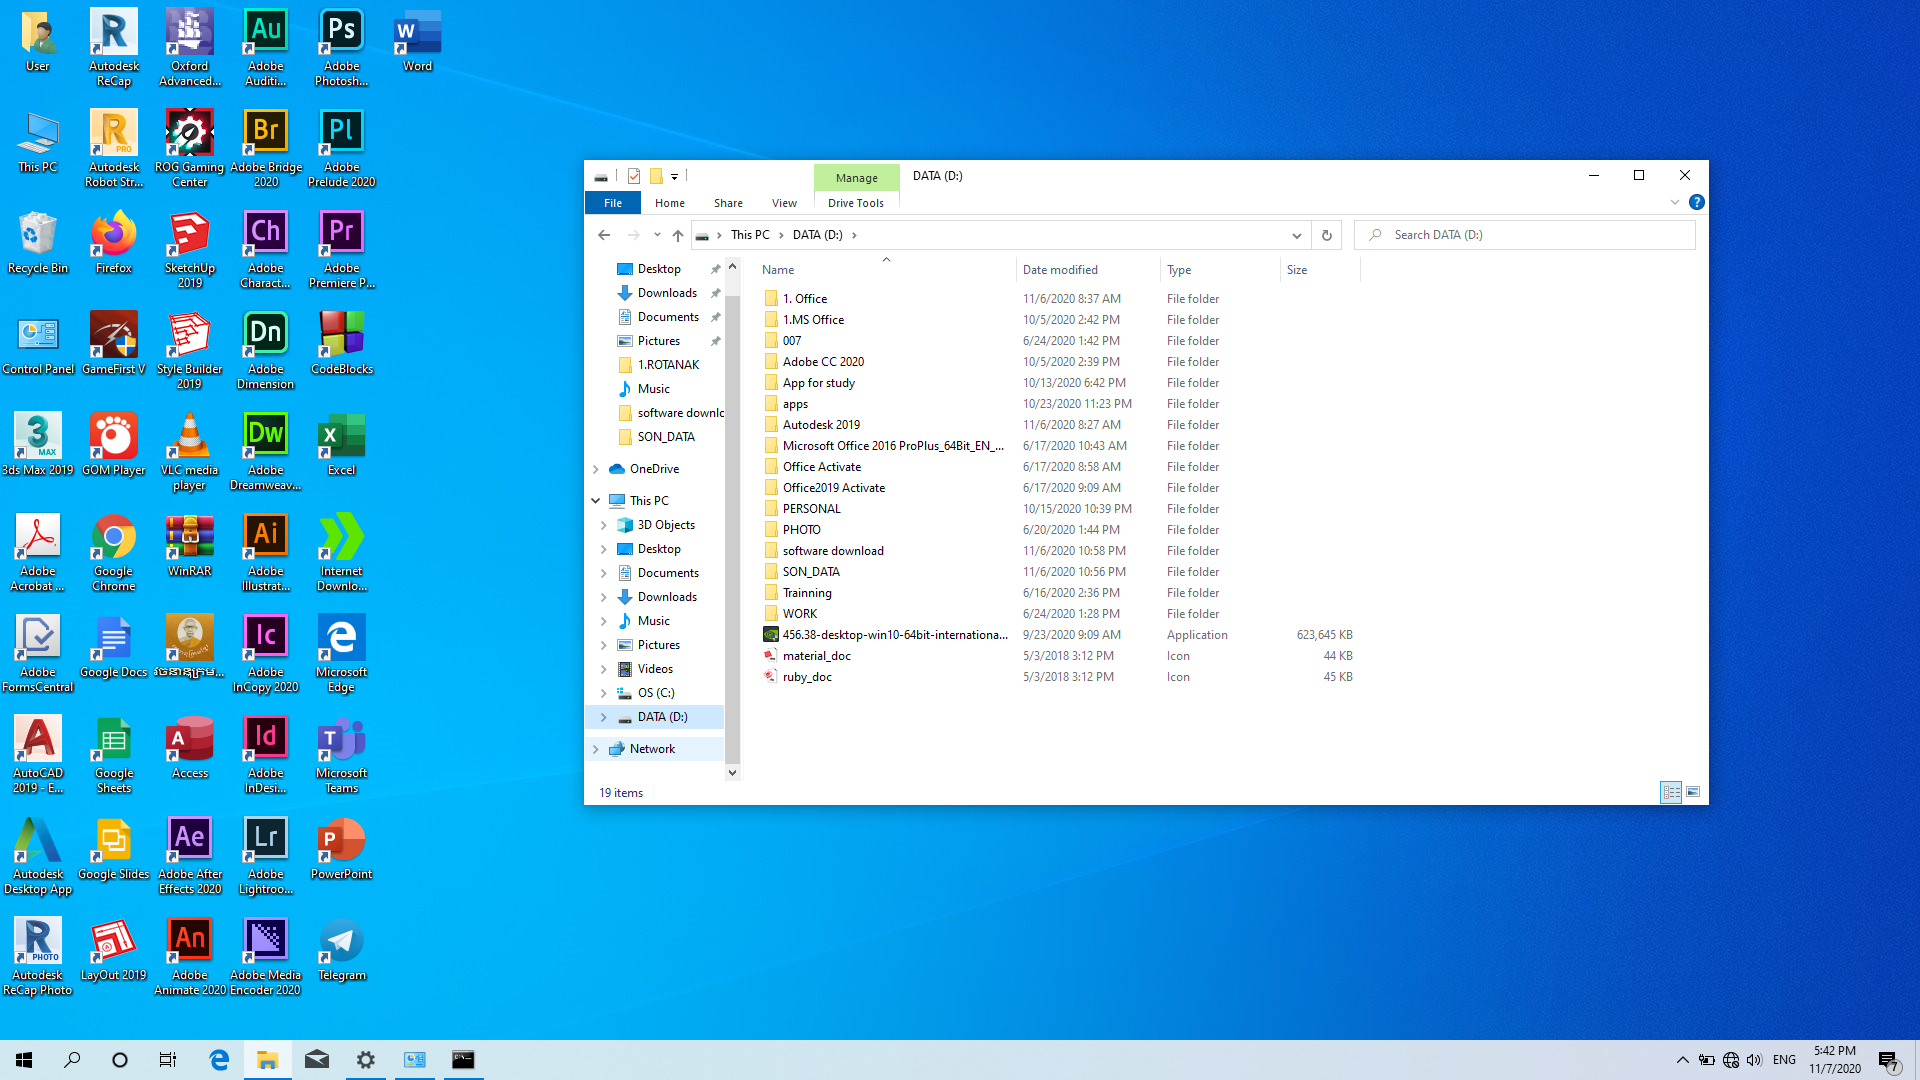 User
Autodesk
ReCap
Oxford
Advanced...
Adobe
Auditi...
Adobe
Photosh...
Word
This PC
Autodesk
Robot Str...
ROG Gaming
Center
Adobe Bridge
2020
Adobe
Prelude 2020
Recycle Bin
Firefox
SketchUp
2019
Adobe
Charact...
Adobe
Premiere P...
Control Panel
GameFirst V
Style Builder
2019
Adobe
Dimension
CodeBlocks
3ds Max 2019
GOM Player
VLC media
player
Adobe
Dreamweav...
Excel
Adobe
Acrobat ...
Google
Chrome
WinRAR
Adobe
Illustrat...
Internet
Downlo...
Adobe
FormsCentral
Google Docs
Adobe
InCopy 2020
Microsoft
Edge
AutoCAD
2019 - E...
Google
Sheets
Access
Adobe
InDesi...
Microsoft
Teams
Autodesk
Desktop App
Google Slides
Adobe After
Effects 2020
Adobe
Lightroo...
PowerPoint
Autodesk
ReCap Photo
LayOut 2019
Adobe
Animate 2020
Adobe Media
Encoder 2020
Telegram
Manage
DATA (D:)
File
Home
Share
View
Drive Tools
This PC
DATA (D:)
Search DATA (D:)
Desktop
Downloads
Documents
Pictures
1.ROTANAK
Music
software downlo
SON_DATA
OneDrive
This PC
3D Objects
Desktop
Documents
Downloads
Music
Pictures
Videos
OS (C:)
DATA (D:)
Network
Name Date modified Type Size
1. Office 11/6/2020 8:37 AM File folder
1.MS Office 10/5/2020 2:42 PM File folder
007 6/24/2020 1:42 PM File folder
Adobe CC 2020 10/5/2020 2:39 PM File folder
App for study 10/13/2020 6:42 PM File folder
apps 10/23/2020 11:23 PM File folder
Autodesk 2019 11/6/2020 8:27 AM File folder
Microsoft Office 2016 ProPlus_64Bit_EN_... 6/17/2020 10:43 AM File folder
Office Activate 6/17/2020 8:58 AM File folder
Office2019 Activate 6/17/2020 9:09 AM File folder
PERSONAL 10/15/2020 10:39 PM File folder
PHOTO 6/20/2020 1:44 PM File folder
software download 11/6/2020 10:58 PM File folder
SON_DATA 11/6/2020 10:56 PM File folder
Trainning 6/16/2020 2:36 PM File folder
WORK 6/24/2020 1:28 PM File folder
456.38-desktop-win10-64bit-internationa... 9/23/2020 9:09 AM Application 623,645 KB
material_doc 5/3/2018 3:12 PM Icon 44 KB
ruby_doc 5/3/2018 3:12 PM Icon 45 KB
19 items
ENG
5:42 PM
11/7/2020
7